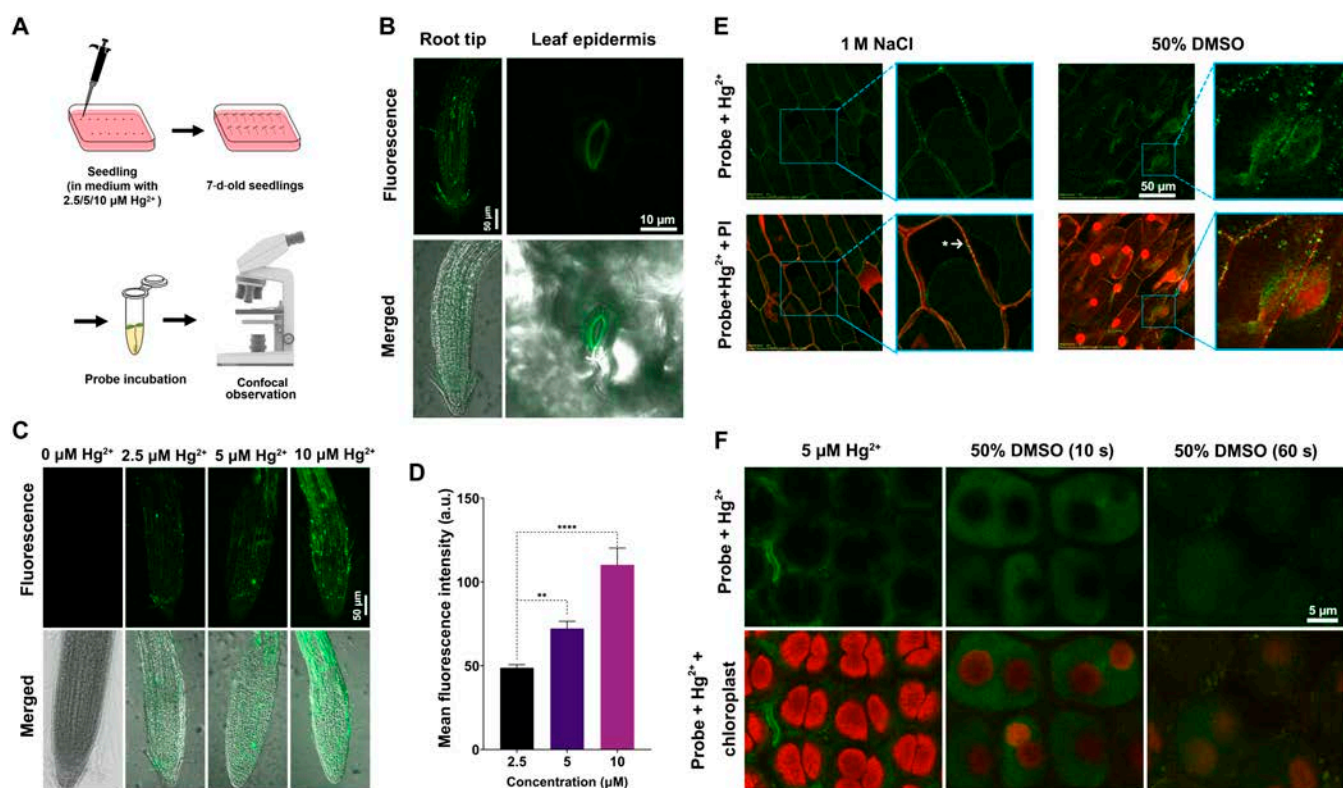 A
Seedling
(in medium with
2.5/5/10 μM Hg²⁺)
7-d-old seedlings
Probe incubation
Confocal
observation
B
Root tip
Leaf epidermis
Fluorescence
Merged
50 μm
10 μm
C
0 μM Hg²⁺ 2.5 μM Hg²⁺ 5 μM Hg²⁺ 10 μM Hg²⁺
Fluorescence
Merged
50 μm
D
Mean fluorescence intensity (a.u.)
150
100
50
0
****
**
2.5 5 10
Concentration (μM)
E
1 M NaCl
50% DMSO
Probe + Hg²⁺
Probe+Hg²⁺ + PI
50 μm
*
F
5 μM Hg²⁺
50% DMSO (10 s)
50% DMSO (60 s)
Probe + Hg²⁺
Probe + Hg²⁺ +
chloroplast
5 μm